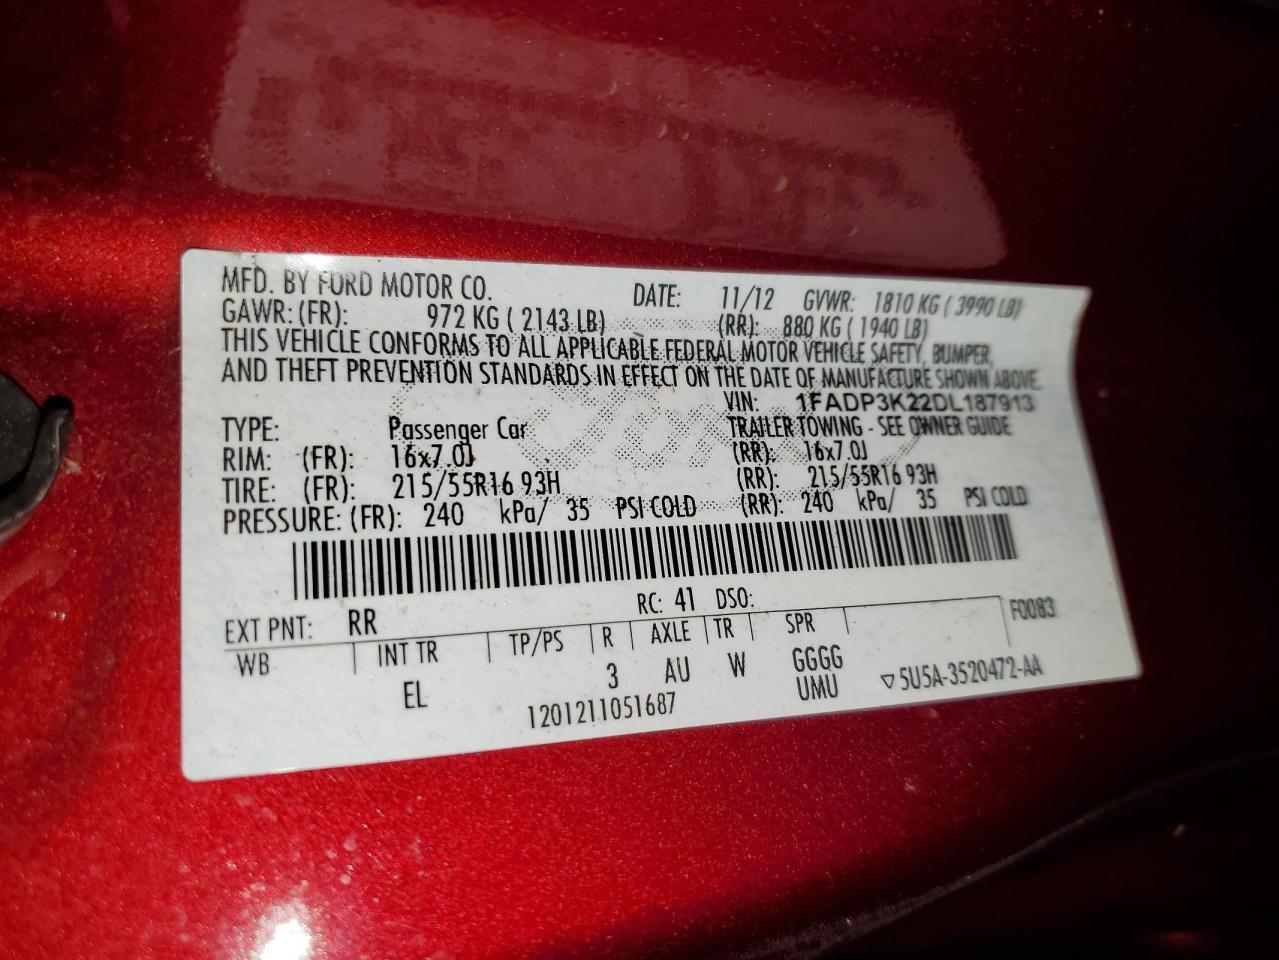 MFD. BY FORD MOTOR CO. DATE: 11/12 GVWR: 1810 KG ( 3990 LB)
GAWR: (FR): 972 KG ( 2143 LB) (RR): 880 KG ( 1940 LB)
THIS VEHICLE CONFORMS TO ALL APPLICABLE FEDERAL MOTOR VEHICLE SAFETY, BUMPER,
AND THEFT PREVENTION STANDARDS IN EFFECT ON THE DATE OF MANUFACTURE SHOWN ABOVE.
VIN: 1FADP3K22DL187913
TYPE: Passenger Car TRAILER TOWING - SEE OWNER GUIDE
RIM: (FR): 16x7.0J (RR): 16x7.0J
TIRE: (FR): 215/55R16 93H (RR): 215/55R16 93H
PRESSURE: (FR): 240 kPa/ 35 PSI COLD (RR): 240 kPa/ 35 PSI COLD
EXT PNT: RR RC: 41 DSO: F0083
WB INT TR TP/PS R AXLE TR SPR
EL 3 AU W GGGG
1201211051687 UMU ▽ 5U5A-3520472-AA